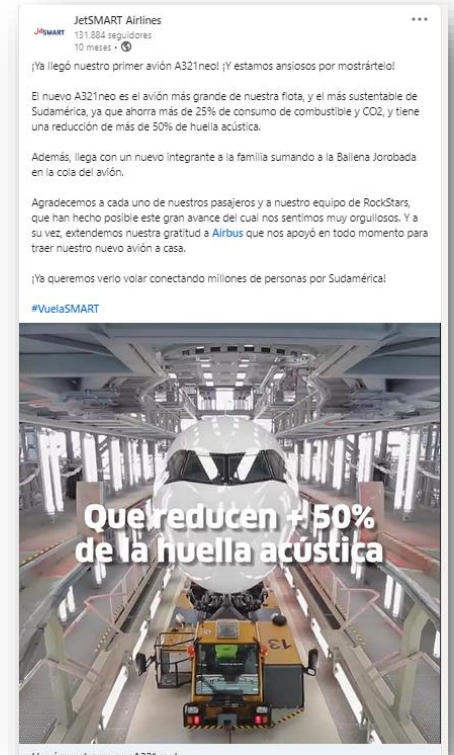 JetSMART
JetSMART Airlines
131.884 seguidores
10 meses •
¡Ya llegó nuestro primer avión A321neo! ¡Y estamos ansiosos por mostrártelo!
El nuevo A321neo es el avión más grande de nuestra flota, y el más sustentable de
Sudamérica, ya que ahorra más de 25% de consumo de combustible y CO2, y tiene
una reducción de más de 50% de huella acústica.
Además, llega con un nuevo integrante a la familia sumando a la Ballena Jorobada
en la cola del avión.
Agradecemos a cada uno de nuestros pasajeros y a nuestro equipo de RockStars,
que han hecho posible este gran avance del cual nos sentimos muy orgullosos. Y a
su vez, extendemos nuestra gratitud a Airbus que nos apoyó en todo momento para
traer nuestro nuevo avión a casa.
¡Ya queremos verlo volar conectando millones de personas por Sudamérica!
#VuelaSMART
Que reducen + 50%
de la huella acústica
13